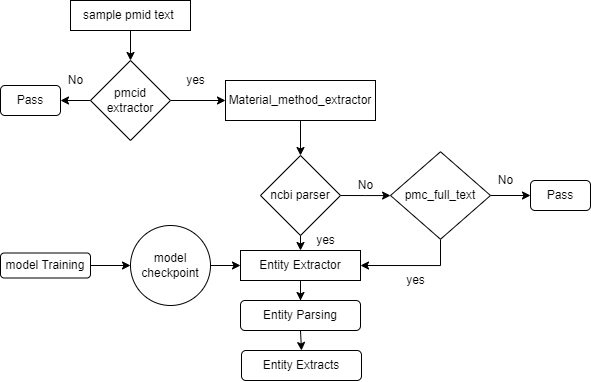 sample pmid text
No
yes
Pass
pmcid
extractor
Material_method_extractor
ncbi parser
No
pmc_full_text
No
Pass
yes
model Training
model
checkpoint
Entity Extractor
yes
Entity Parsing
Entity Extracts